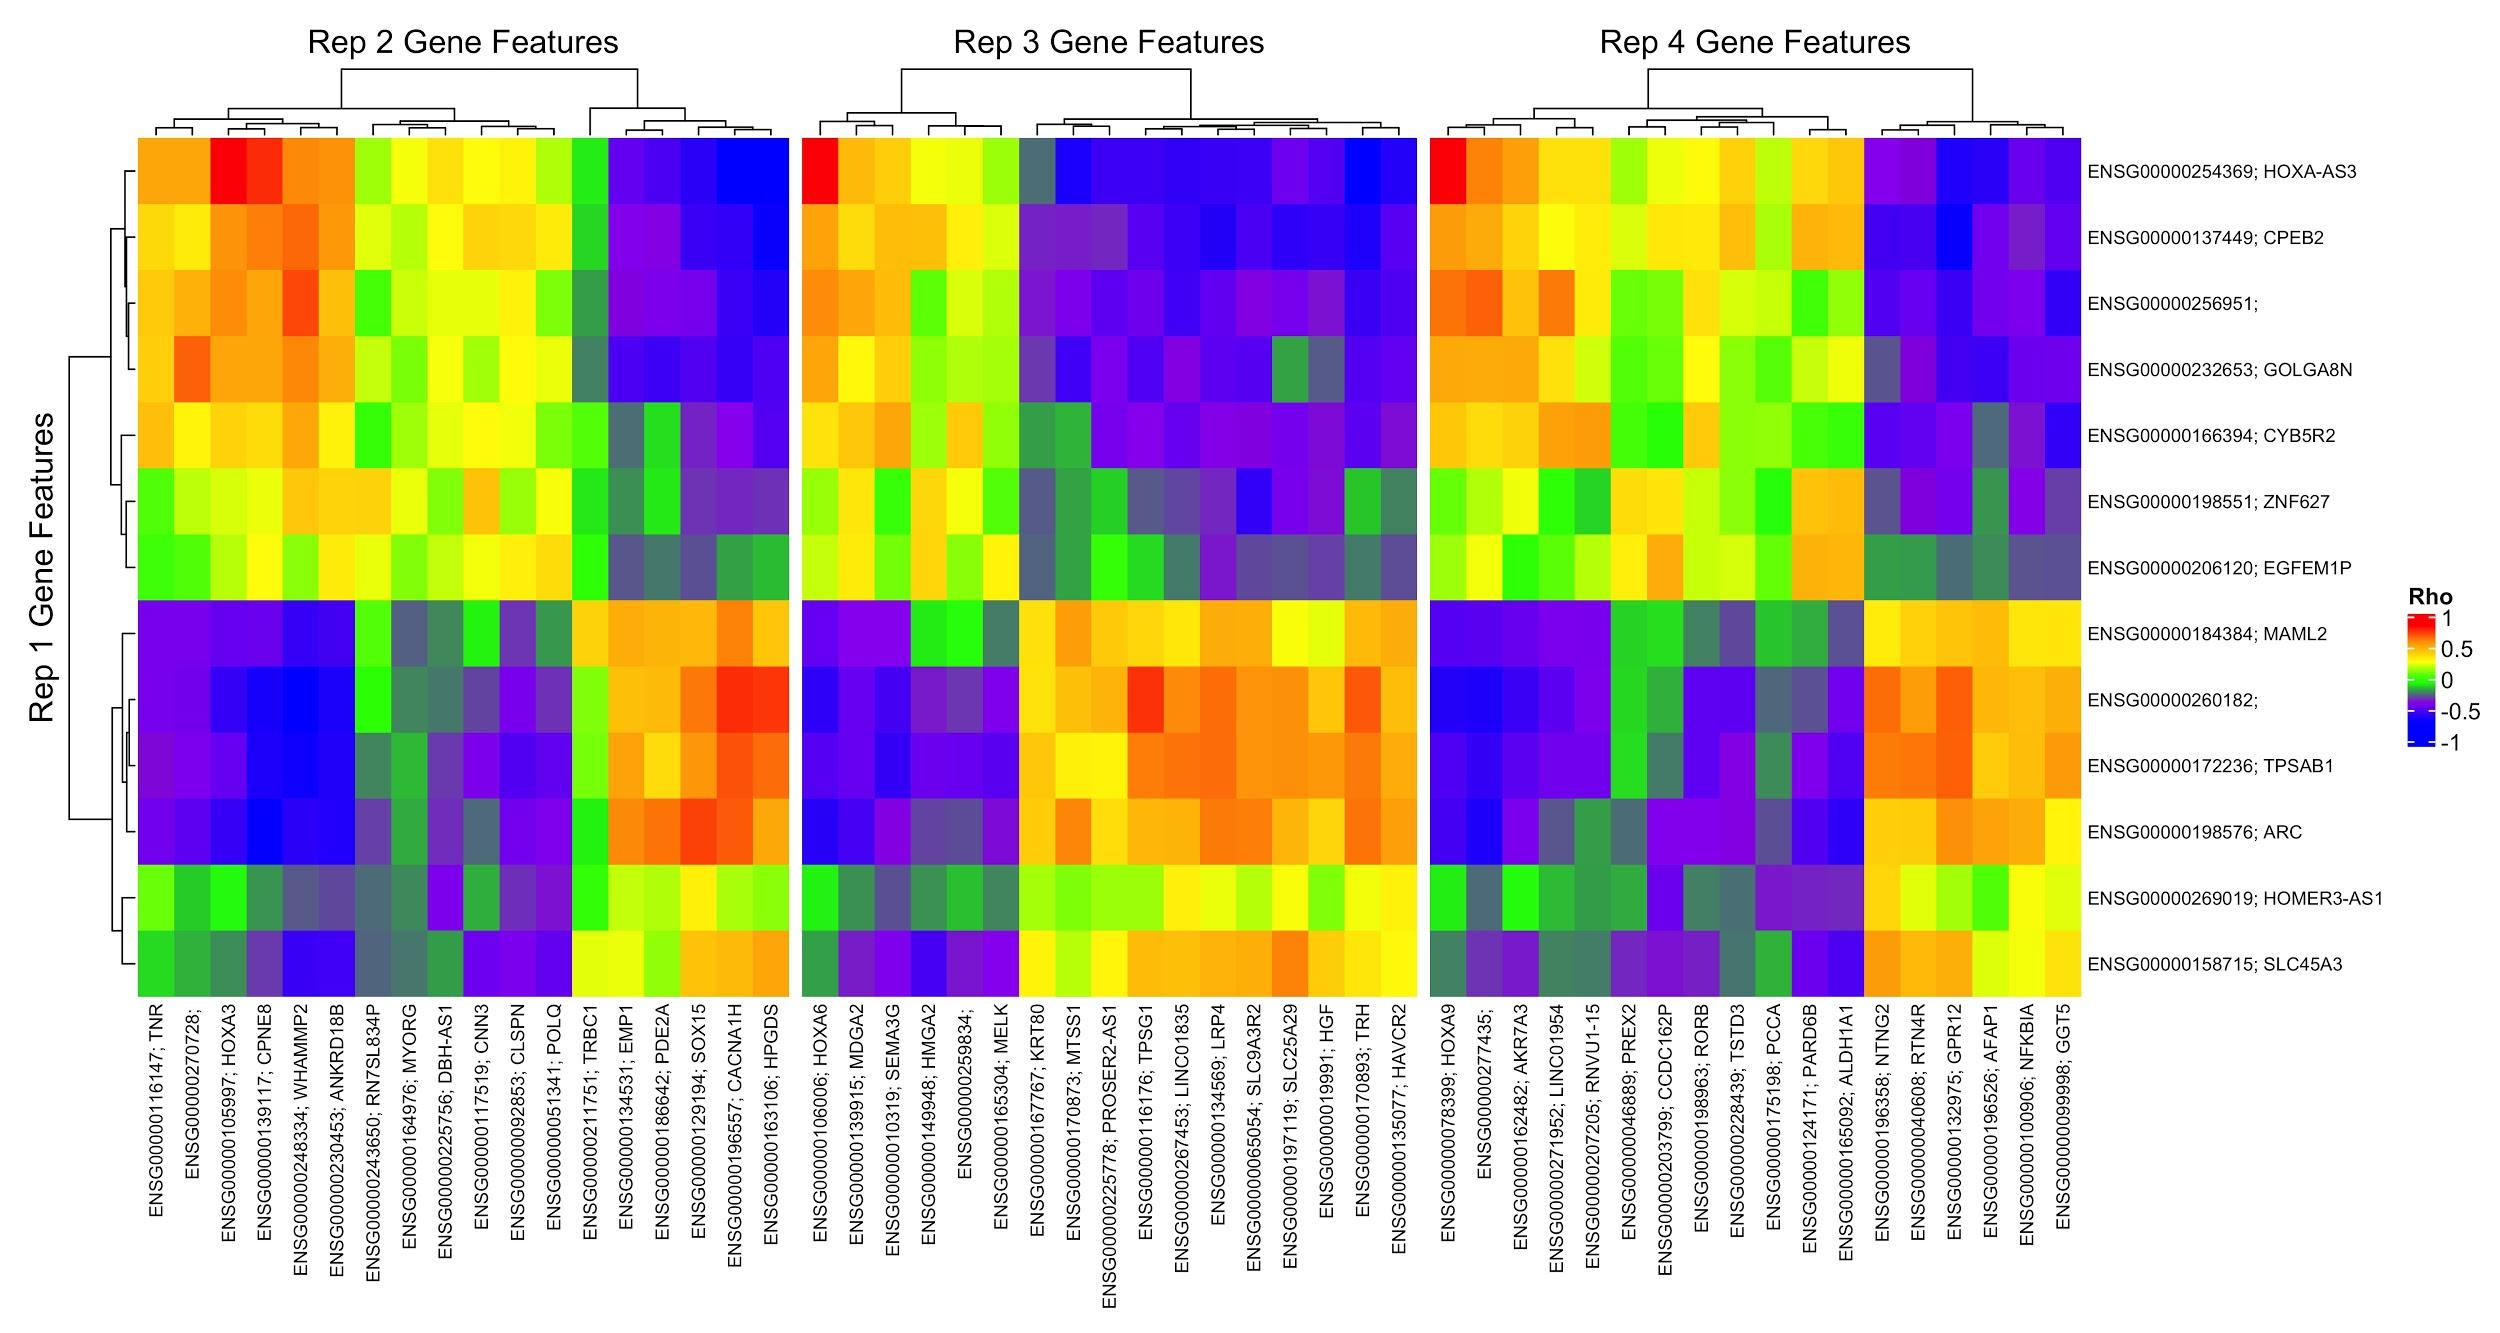 Rep 2 Gene Features
Rep 3 Gene Features
Rep 4 Gene Features
Rep 1 Gene Features
ENSG00000254369; HOXA-AS3
ENSG00000137449; CPEB2
ENSG00000256951;
ENSG00000232653; GOLGA8N
ENSG00000166394; CYB5R2
ENSG00000198551; ZNF627
ENSG00000206120; EGFEM1P
ENSG00000184384; MAML2
ENSG00000260182;
ENSG00000172236; TPSAB1
ENSG00000198576; ARC
ENSG00000269019; HOMER3-AS1
ENSG00000158715; SLC45A3
Rho
1
0.5
0
-0.5
-1
ENSG00000116147; TNR
ENSG00000270728;
ENSG00000105997; HOXA3
ENSG00000139117; CPNE8
ENSG00000248334; WHAMMP2
ENSG00000230453; ANKRD18B
ENSG00000243650; RN7SL834P
ENSG00000164976; MYORG
ENSG00000225756; DBH-AS1
ENSG00000117519; CNN3
ENSG00000092853; CLSPN
ENSG00000051341; POLQ
ENSG00000211751; TRBC1
ENSG00000134531; EMP1
ENSG00000186642; PDE2A
ENSG00000129194; SOX15
ENSG00000196557; CACNA1H
ENSG00000163106; HPGDS
ENSG00000106006; HOXA6
ENSG00000139915; MDGA2
ENSG00000010319; SEMA3G
ENSG00000149948; HMGA2
ENSG00000259834;
ENSG00000165304; MELK
ENSG00000167767; KRT80
ENSG00000170873; MTSS1
ENSG00000225778; PROSER2-AS1
ENSG00000116176; TPSG1
ENSG00000267453; LINC01835
ENSG00000134569; LRP4
ENSG00000065054; SLC9A3R2
ENSG00000197119; SLC25A29
ENSG00000019991; HGF
ENSG00000170893; TRH
ENSG00000135077; HAVCR2
ENSG00000078399; HOXA9
ENSG00000277435;
ENSG00000162482; AKR7A3
ENSG00000271952; LINC01954
ENSG00000207205; RNVU1-15
ENSG00000046889; PREX2
ENSG00000203799; CCDC162P
ENSG00000198963; RORB
ENSG00000228439; TSTD3
ENSG00000175198; PCCA
ENSG00000124171; PARD6B
ENSG00000165092; ALDH1A1
ENSG00000196358; NTNG2
ENSG00000040608; RTN4R
ENSG00000132975; GPR12
ENSG00000196526; AFAP1
ENSG00000100906; NFKBIA
ENSG00000099998; GGT5